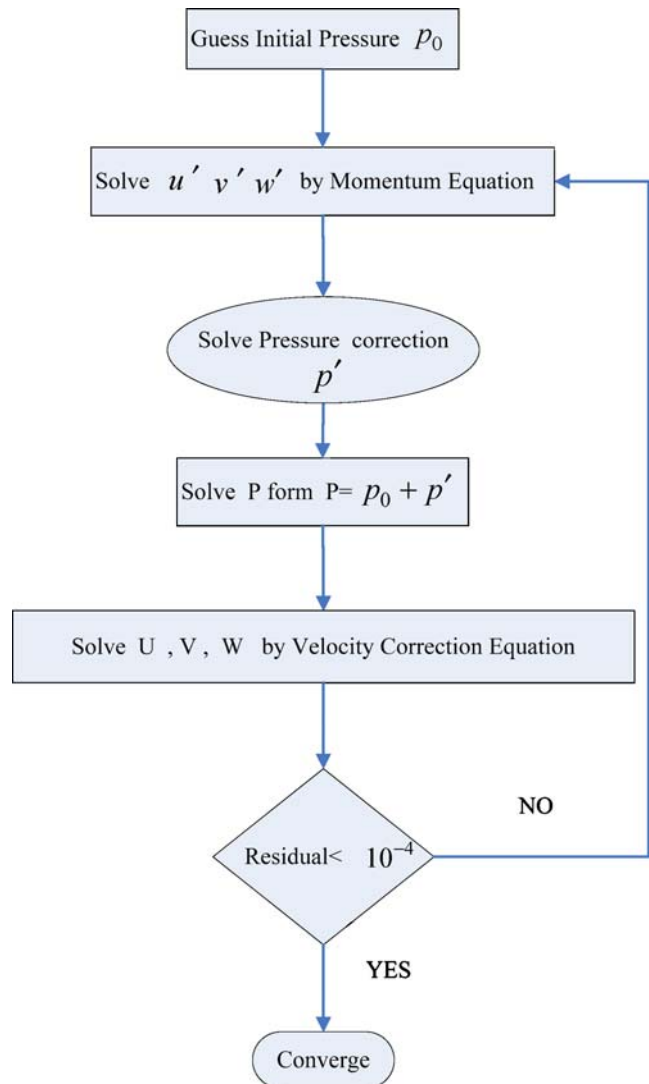 Guess Initial Pressure p₀
Solve u′ v′ w′ by Momentum Equation
Solve Pressure correction
p′
Solve P form P= p₀ + p′
Solve U , V , W by Velocity Correction Equation
NO
Residual< 10⁻⁴
YES
Converge